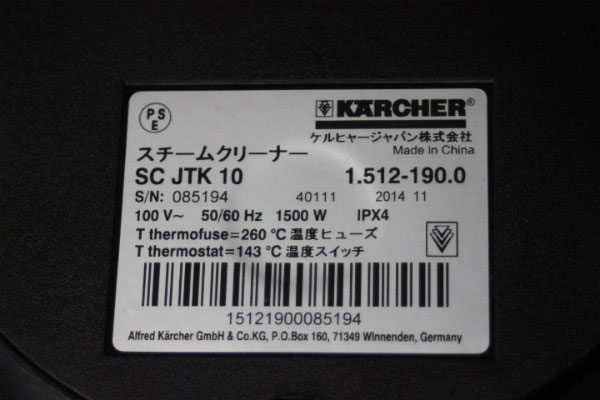 PS
E
KÄRCHER®
ケルヒャージャパン株式会社
Made in China
スチームクリーナー
SC JTK 10 1.512-190.0
S/N: 085194 40111 2014 11
100 V~ 50/60 Hz 1500 W IPX4
T thermofuse=260 °C 温度ヒューズ
T thermostat=143 °C 温度スイッチ
15121900085194
Alfred Kärcher GmbH & Co.KG, P.O.Box 160, 71349 Winnenden, Germany